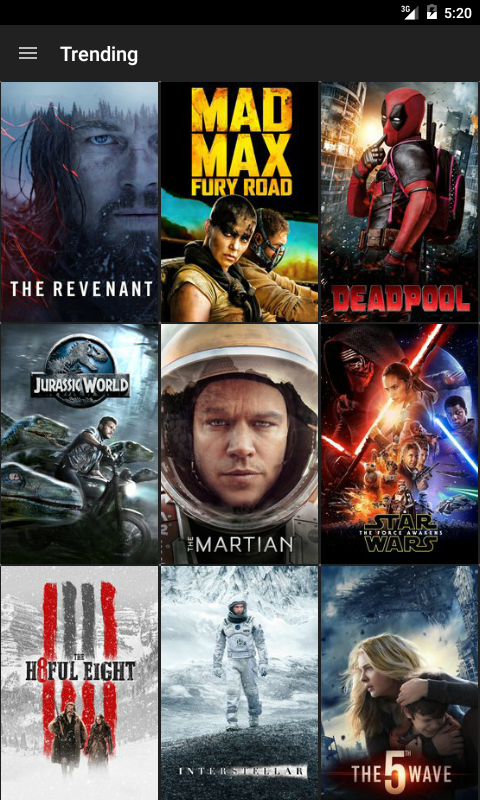 3G 5:20
Trending
THE REVENANT
MAD
MAX
FURY ROAD
DEADPOOL
JURASSIC WORLD
THE MARTIAN
STAR
THE FORCE AWAKENS
WARS
THE
H8FUL EIGHT
INTERSTELLAR
THE 5TH WAVE